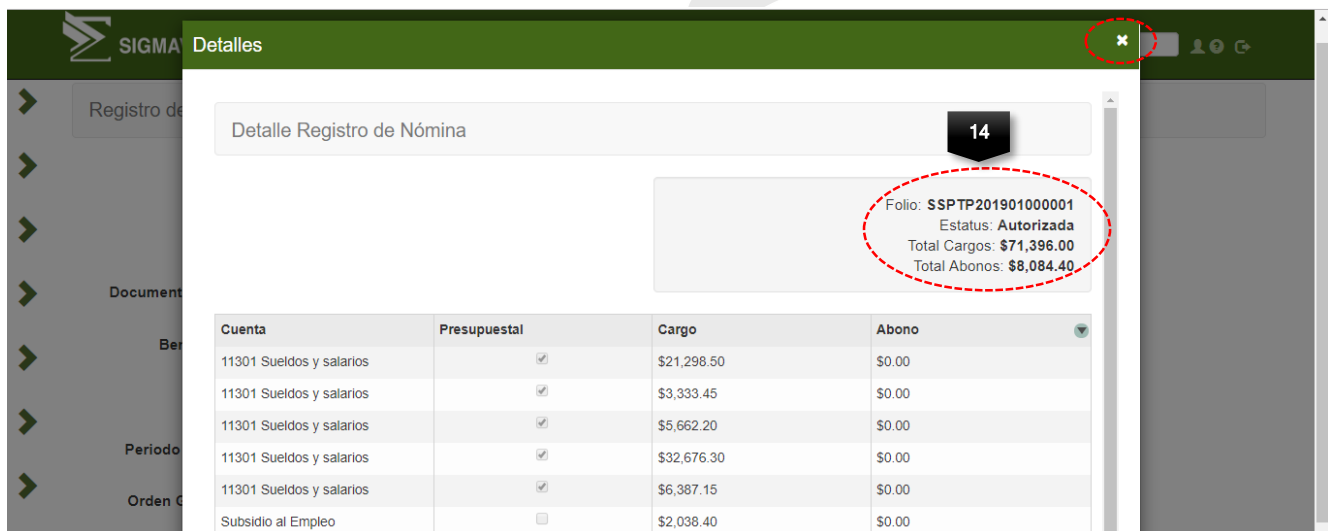 SIGMA
Detalles
Registro de
Detalle Registro de Nómina
14
Folio: SSPTP201901000001
Estatus: Autorizada
Total Cargos: $71,396.00
Total Abonos: $8,084.40
Document
Ber
Periodo
Orden G
Cuenta Presupuestal Cargo Abono
11301 Sueldos y salarios $21,298.50 $0.00
11301 Sueldos y salarios $3,333.45 $0.00
11301 Sueldos y salarios $5,662.20 $0.00
11301 Sueldos y salarios $32,676.30 $0.00
11301 Sueldos y salarios $6,387.15 $0.00
Subsidio al Empleo $2,038.40 $0.00